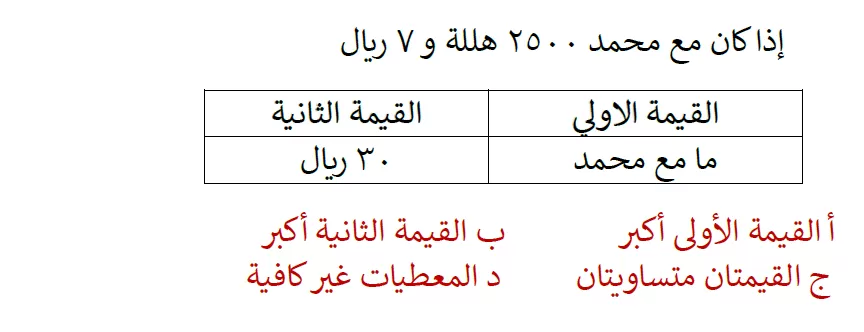 إذا كان مع محمد ٢٥٠٠ هللة و ٧ ريال
القيمة الاولي القيمة الثانية
ما مع محمد ٣٠ ريال
أ القيمة الأولى أكبر ب القيمة الثانية أكبر
ج القيمتان متساويتان د المعطيات غير كافية